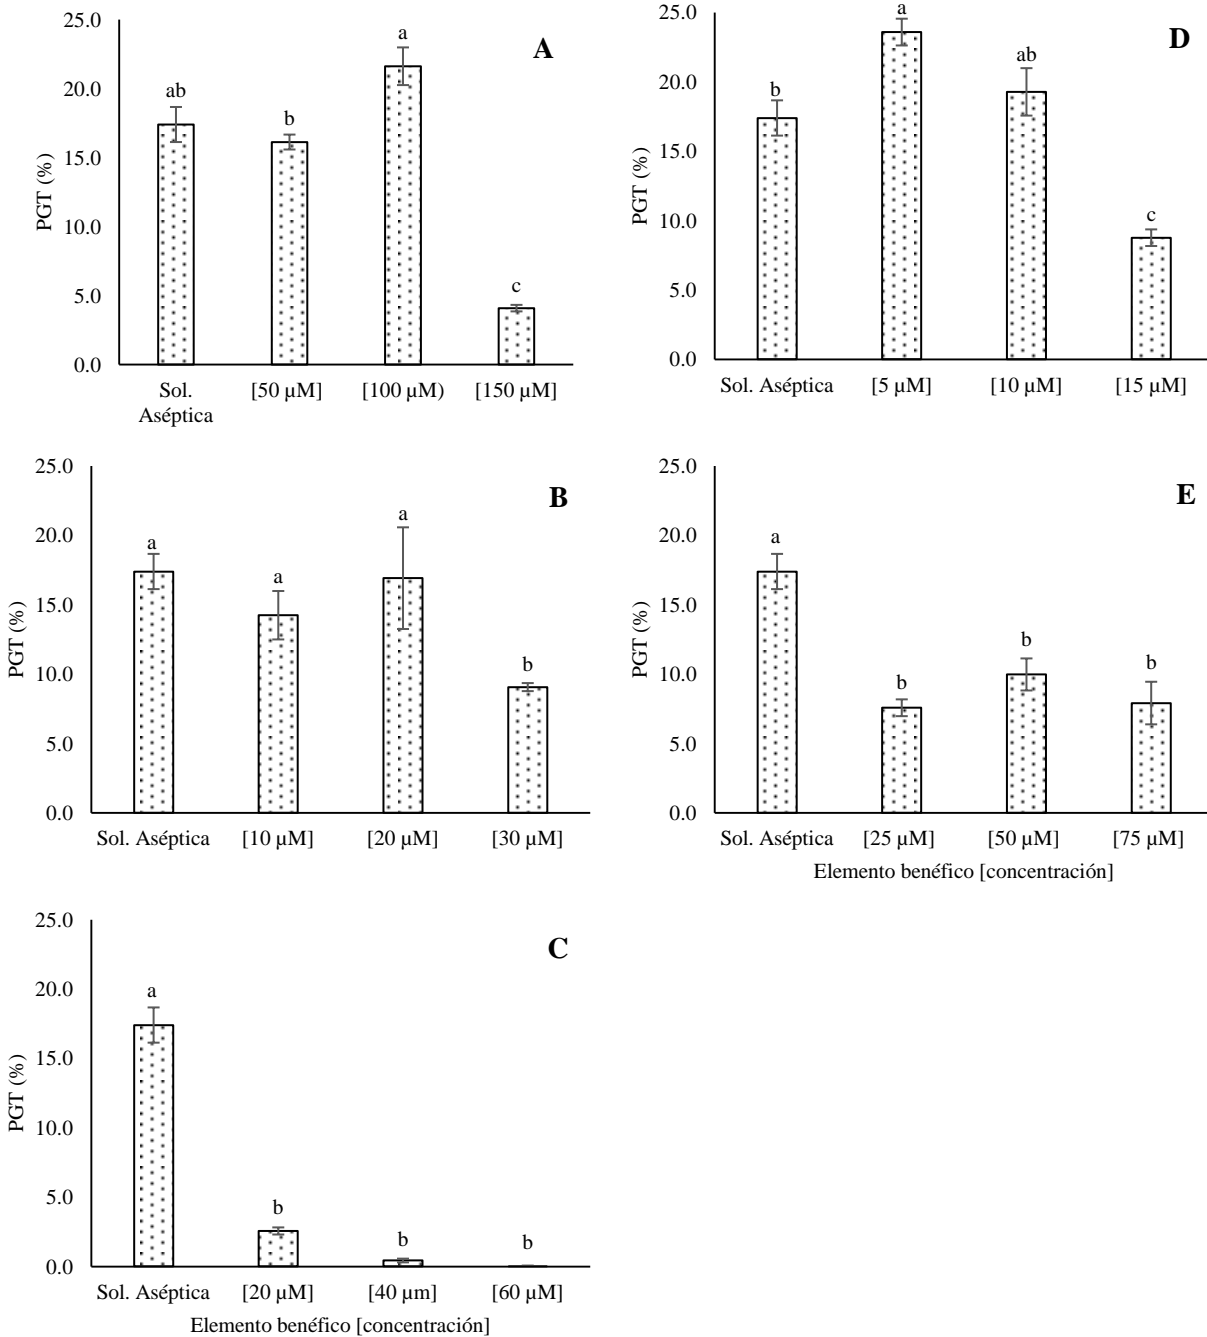 A
PGT (%)
25.0
20.0
15.0
10.0
5.0
0.0
ab
b
a
c
Sol. Aséptica
[50 µM]
[100 µM)
[150 µM]
D
PGT (%)
25.0
20.0
15.0
10.0
5.0
0.0
b
a
ab
c
Sol. Aséptica
[5 µM]
[10 µM]
[15 µM]
B
PGT (%)
25.0
20.0
15.0
10.0
5.0
0.0
a
a
a
b
Sol. Aséptica
[10 µM]
[20 µM]
[30 µM]
E
PGT (%)
25.0
20.0
15.0
10.0
5.0
0.0
a
b
b
b
Sol. Aséptica
[25 µM]
[50 µM]
[75 µM]
Elemento benéfico [concentración]
C
PGT (%)
25.0
20.0
15.0
10.0
5.0
0.0
a
b
b
b
Sol. Aséptica
[20 µM]
[40 µm]
[60 µM]
Elemento benéfico [concentración]